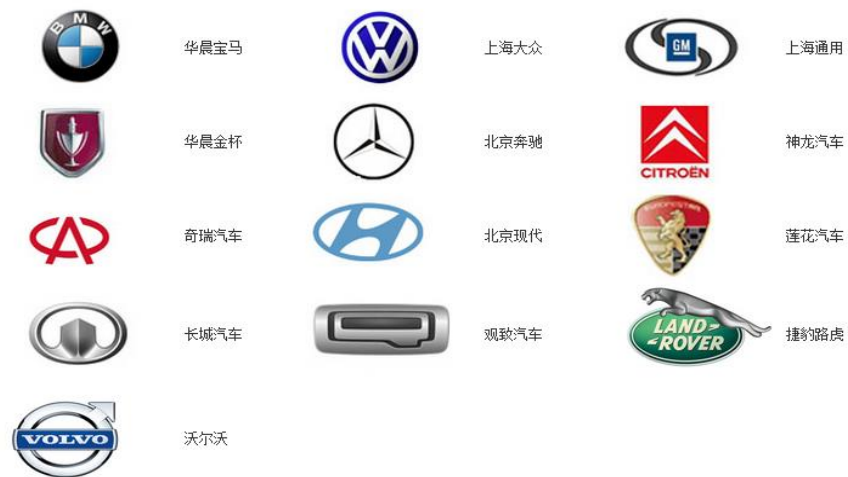 BMW 华晨宝马
上海大众
GM 上海通用
华晨金杯
北京奔驰
CITROËN 神龙汽车
奇瑞汽车
北京现代
EUROPESTAR 莲花汽车
长城汽车
观致汽车
LAND-
-ROVER 捷豹路虎
VOLVO 沃尔沃